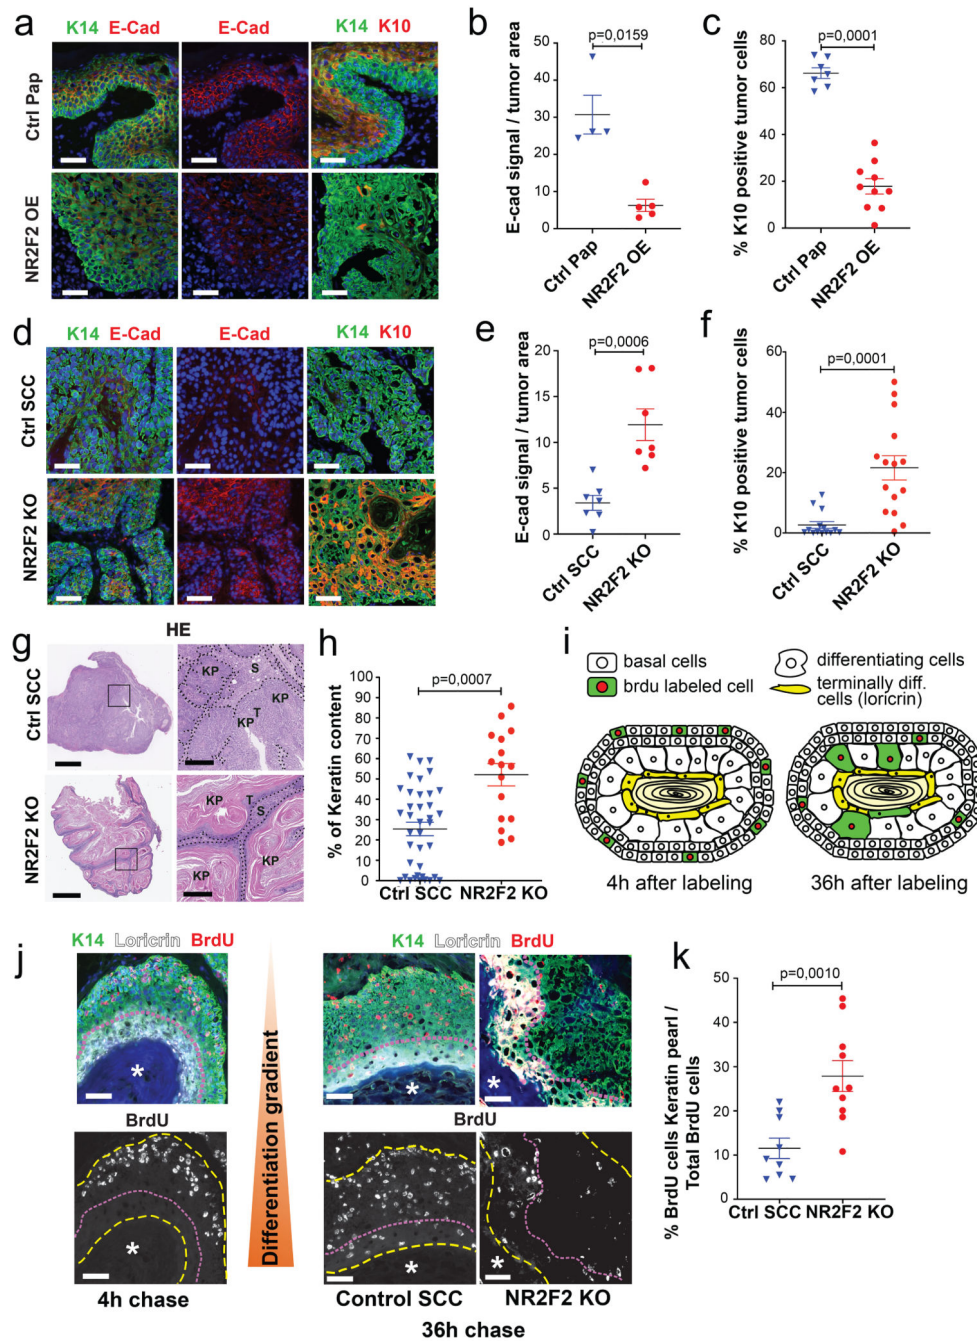 a
K14 E-Cad
E-Cad
K14 K10
Ctrl Pap
NR2F2 OE
b
E-cad signal / tumor area
p=0,0159
50
40
30
20
10
0
Ctrl Pap
NR2F2 OE
c
% K10 positive tumor cells
p=0,0001
80
60
40
20
0
Ctrl Pap
NR2F2 OE
d
K14 E-Cad
E-Cad
K14 K10
Ctrl SCC
NR2F2 KO
e
E-cad signal / tumor area
p=0,0006
20
15
10
5
0
Ctrl SCC
NR2F2 KO
f
% K10 positive tumor cells
p=0,0001
60
40
20
0
Ctrl SCC
NR2F2 KO
g
HE
Ctrl SCC
KP
S
KP
T
KP
NR2F2 KO
KP
T
S
KP
KP
h
% of Keratin content
p=0,0007
100
90
80
70
60
50
40
30
20
10
0
Ctrl SCC
NR2F2 KO
i
basal cells
brdu labeled cell
differentiating cells
terminally diff.
cells (loricrin)
4h after labeling
36h after labeling
j
K14 Loricrin BrdU
K14 Loricrin BrdU
*
*
*
Differentiation gradient
BrdU
BrdU
*
*
*
4h chase
Control SCC
NR2F2 KO
36h chase
k
% BrdU cells Keratin pearl /
Total BrdU cells
p=0,0010
50
40
30
20
10
0
Ctrl SCC
NR2F2 KO